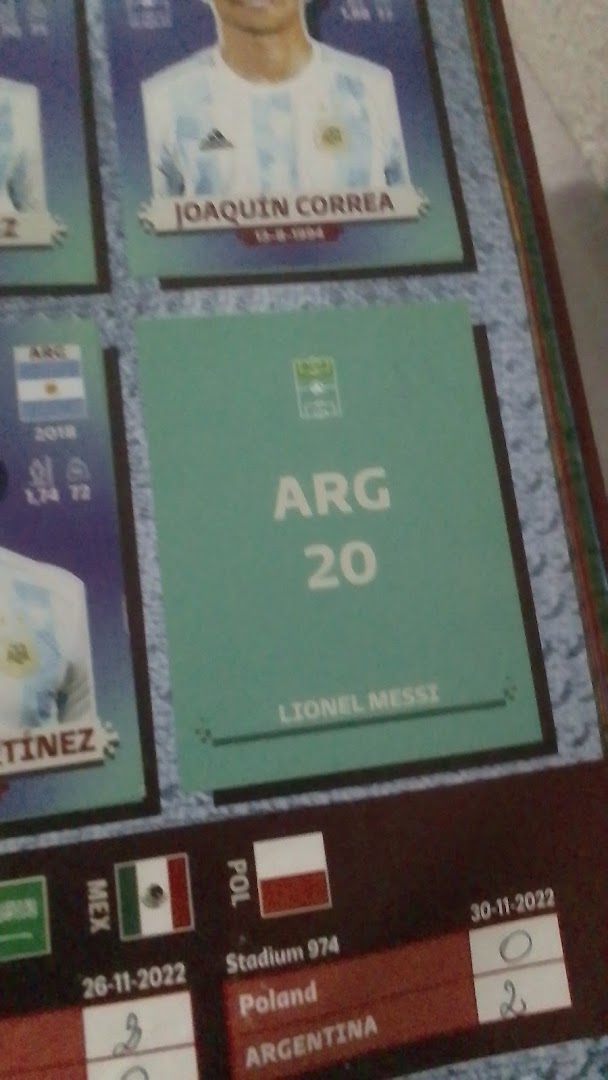 Z
JOAQUÍN CORREA
13-8-1994
ARG
2018
1,74 72
ARG
20
TÍNEZ
LIONEL MESSI
MEX
POL
26-11-2022
30-11-2022
Stadium 974
Poland
0
ARGENTINA
2